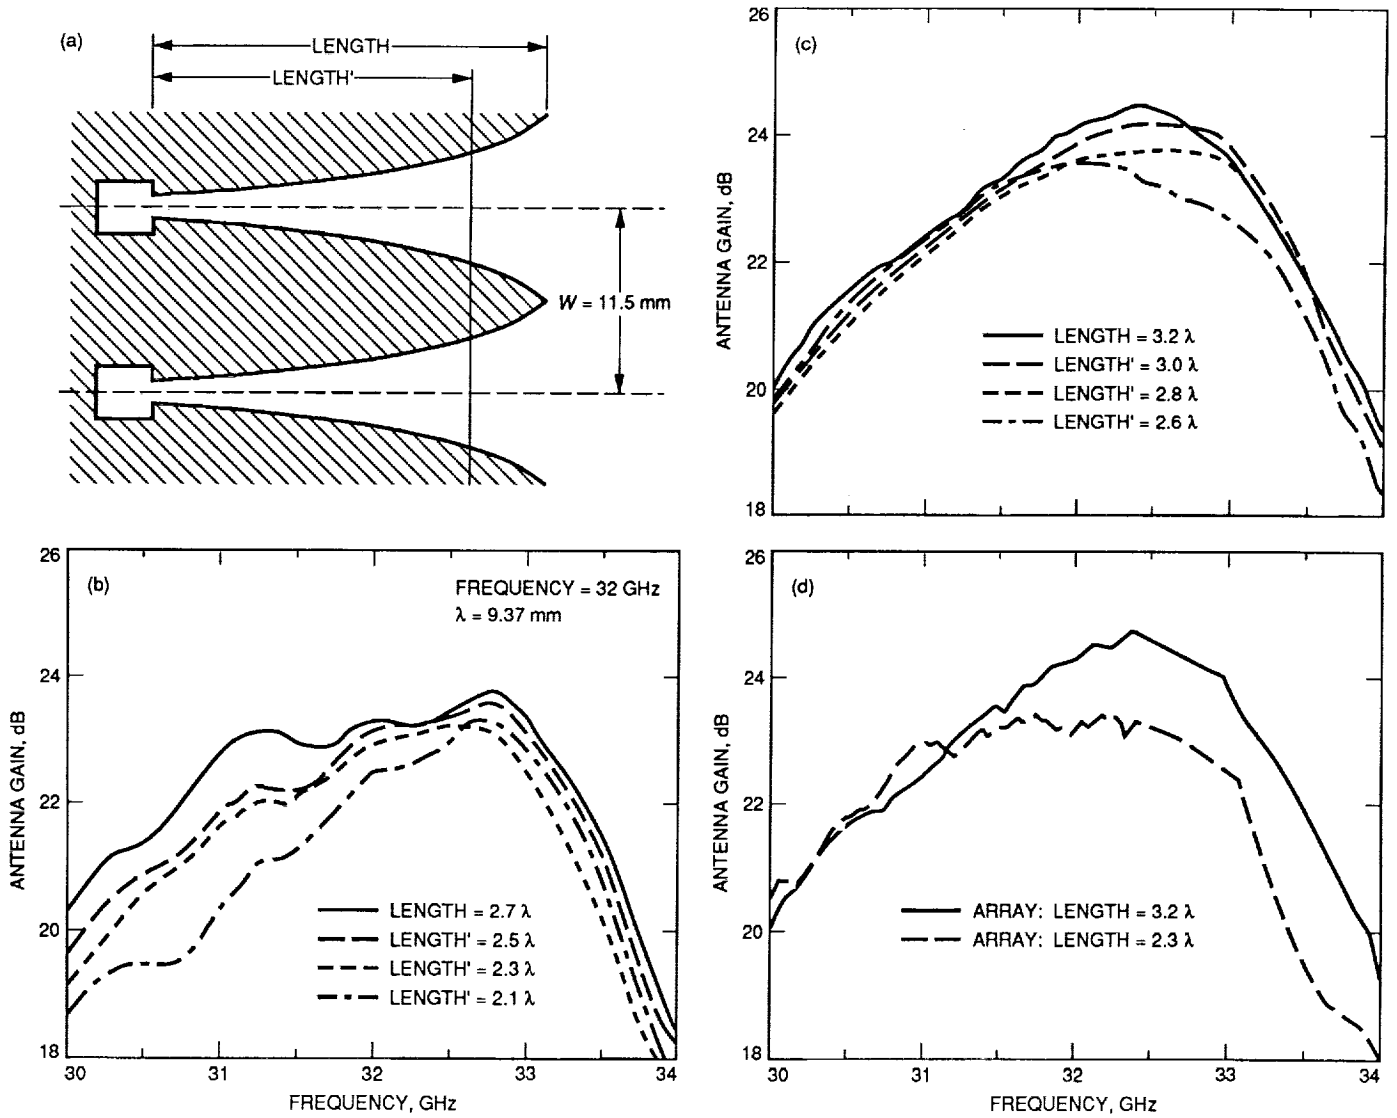 (a)
LENGTH
LENGTH'
W = 11.5 mm
(c)
26
24
22
20
18
ANTENNA GAIN, dB
LENGTH = 3.2 λ
LENGTH' = 3.0 λ
LENGTH' = 2.8 λ
LENGTH' = 2.6 λ
(b)
FREQUENCY = 32 GHz
λ = 9.37 mm
26
24
22
20
18
ANTENNA GAIN, dB
LENGTH = 2.7 λ
LENGTH' = 2.5 λ
LENGTH' = 2.3 λ
LENGTH' = 2.1 λ
30 31 32 33 34
FREQUENCY, GHz
(d)
26
24
22
20
18
ANTENNA GAIN, dB
ARRAY: LENGTH = 3.2 λ
ARRAY: LENGTH = 2.3 λ
30 31 32 33 34
FREQUENCY, GHz